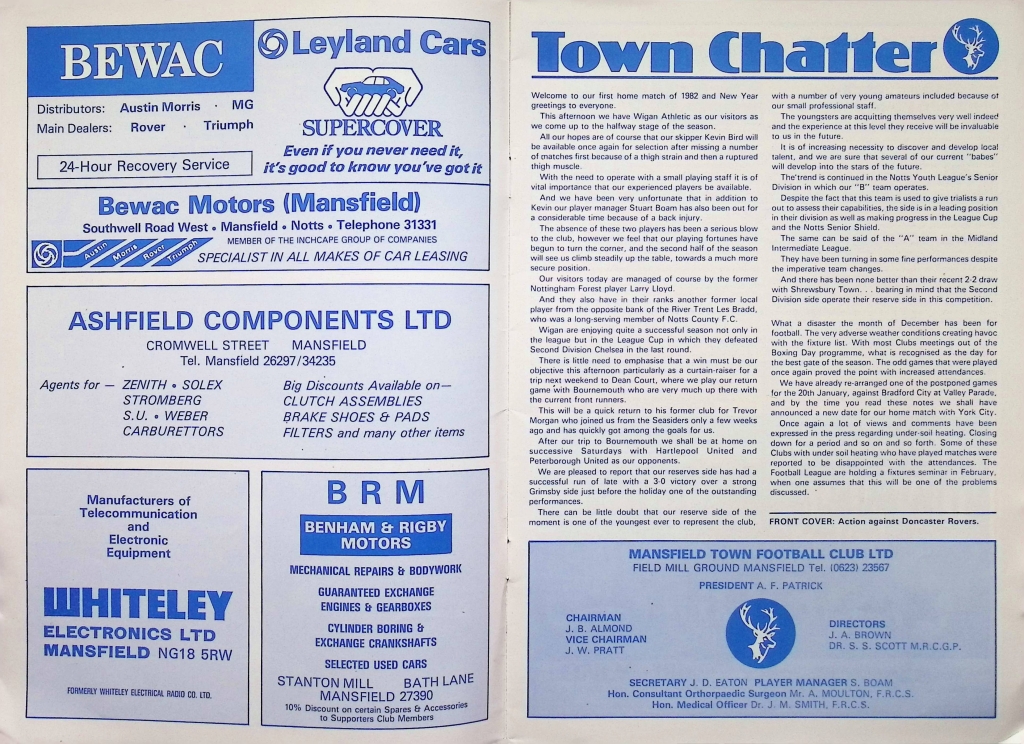 BEWAC
Distributors: Austin Morris · MG
Main Dealers: Rover · Triumph
24-Hour Recovery Service
Leyland Cars
SUPERCOVER
Even if you never need it,
it's good to know you've got it
Bewac Motors (Mansfield)
Southwell Road West • Mansfield • Notts • Telephone 31331
Austin Morris Rover Triumph
MEMBER OF THE INCHCAPE GROUP OF COMPANIES
SPECIALIST IN ALL MAKES OF CAR LEASING
ASHFIELD COMPONENTS LTD
CROMWELL STREET MANSFIELD
Tel. Mansfield 26297/34235
Agents for — ZENITH • SOLEX
STROMBERG
S.U. • WEBER
CARBURETTORS
Big Discounts Available on—
CLUTCH ASSEMBLIES
BRAKE SHOES & PADS
FILTERS and many other items
Manufacturers of
Telecommunication
and
Electronic
Equipment
WHITELEY
ELECTRONICS LTD
MANSFIELD NG18 5RW
FORMERLY WHITELEY ELECTRICAL RADIO CO. LTD.
BRM
BENHAM & RIGBY
MOTORS
MECHANICAL REPAIRS & BODYWORK
GUARANTEED EXCHANGE
ENGINES & GEARBOXES
CYLINDER BORING &
EXCHANGE CRANKSHAFTS
SELECTED USED CARS
STANTON MILL BATH LANE
MANSFIELD 27390
10% Discount on certain Spares & Accessories
to Supporters Club Members
Town Chatter
Welcome to our first home match of 1982 and New Year
greetings to everyone.
This afternoon we have Wigan Athletic as our visitors as
we come up to the halfway stage of the season.
All our hopes are of course that our skipper Kevin Bird will
be available once again for selection after missing a number
of matches first because of a thigh strain and then a ruptured
thigh muscle.
With the need to operate with a small playing staff it is of
vital importance that our experienced players be available.
And we have been very unfortunate that in addition to
Kevin our player manager Stuart Boam has also been out for
a considerable time because of a back injury.
The absence of these two players has been a serious blow
to the club, however we feel that our playing fortunes have
begun to turn the corner, and the second half of the season
will see us climb steadily up the table, towards a much more
secure position.
Our visitors today are managed of course by the former
Nottingham Forest player Larry Lloyd.
And they also have in their ranks another former local
player from the opposite bank of the River Trent Les Bradd,
who was a long-serving member of Notts County F.C.
Wigan are enjoying quite a successful season not only in
the league but in the League Cup in which they defeated
Second Division Chelsea in the last round.
There is little need to emphasise that a win must be our
objective this afternoon particularly as a curtain-raiser for a
trip next weekend to Dean Court, where we play our return
game with Bournemouth who are very much up there with
the current front runners.
This will be a quick return to his former club for Trevor
Morgan who joined us from the Seasiders only a few weeks
ago and has quickly got among the goals for us.
After our trip to Bournemouth we shall be at home on
successive Saturdays with Hartlepool United and
Peterborough United as our opponents.
We are pleased to report that our reserves side has had a
successful run of late with a 3-0 victory over a strong
Grimsby side just before the holiday one of the outstanding
performances.
There can be little doubt that our reserve side of the
moment is one of the youngest ever to represent the club,
with a number of very young amateurs included because of
our small professional staff.
The youngsters are acquitting themselves very well indeed
and the experience at this level they receive will be invaluable
to us in the future.
It is of increasing necessity to discover and develop local
talent, and we are sure that several of our current "babes"
will develop into the stars of the future.
The trend is continued in the Notts Youth League's Senior
Division in which our "B" team operates.
Despite the fact that this team is used to give trialists a run
out to assess their capabilities, the side is in a leading position
in their division as well as making progress in the League Cup
and the Notts Senior Shield.
The same can be said of the "A" team in the Midland
Intermediate League.
They have been turning in some fine performances despite
the imperative team changes.
And there has been none better than their recent 2-2 draw
with Shrewsbury Town. . . bearing in mind that the Second
Division side operate their reserve side in this competition.
What a disaster the month of December has been for
football. The very adverse weather conditions creating havoc
with the fixture list. With most Clubs meetings out of the
Boxing Day programme, what is recognised as the day for
the best gate of the season. The odd games that were played
once again proved the point with increased attendances.
We have already re-arranged one of the postponed games
for the 20th January, against Bradford City at Valley Parade,
and by the time you read these notes we shall have
announced a new date for our home match with York City.
Once again a lot of views and comments have been
expressed in the press regarding under-soil heating. Closing
down for a period and so on and so forth. Some of these
Clubs with under soil heating who have played matches were
reported to be disappointed with the attendances. The
Football League are holding a fixtures seminar in February,
when one assumes that this will be one of the problems
discussed.
FRONT COVER: Action against Doncaster Rovers.
MANSFIELD TOWN FOOTBALL CLUB LTD
FIELD MILL GROUND MANSFIELD Tel. (0623) 23567
PRESIDENT A. F. PATRICK
CHAIRMAN
J. B. ALMOND
VICE CHAIRMAN
J. W. PRATT
DIRECTORS
J. A. BROWN
DR. S. S. SCOTT M.R.C.G.P.
SECRETARY J. D. EATON PLAYER MANAGER S. BOAM
Hon. Consultant Orthorpaedic Surgeon Mr. A. MOULTON, F.R.C.S.
Hon. Medical Officer Dr. J. M. SMITH, F.R.C.S.